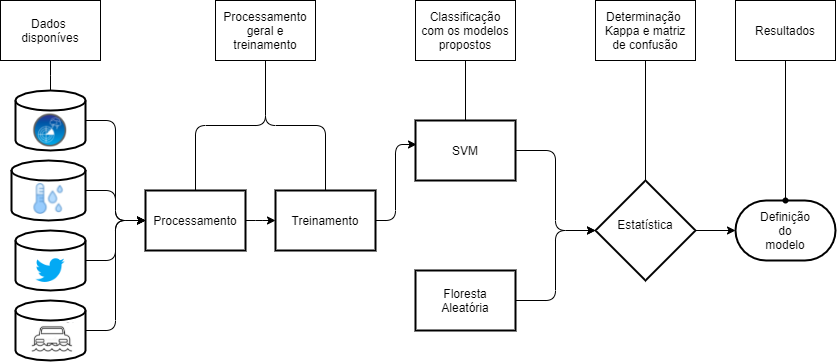 Dados
disponíves
Processamento
geral e
treinamento
Classificação
com os modelos
propostos
Determinação
Kappa e matriz
de confusão
Resultados
Processamento
Treinamento
SVM
Floresta
Aleatória
Estatística
Definição
do
modelo